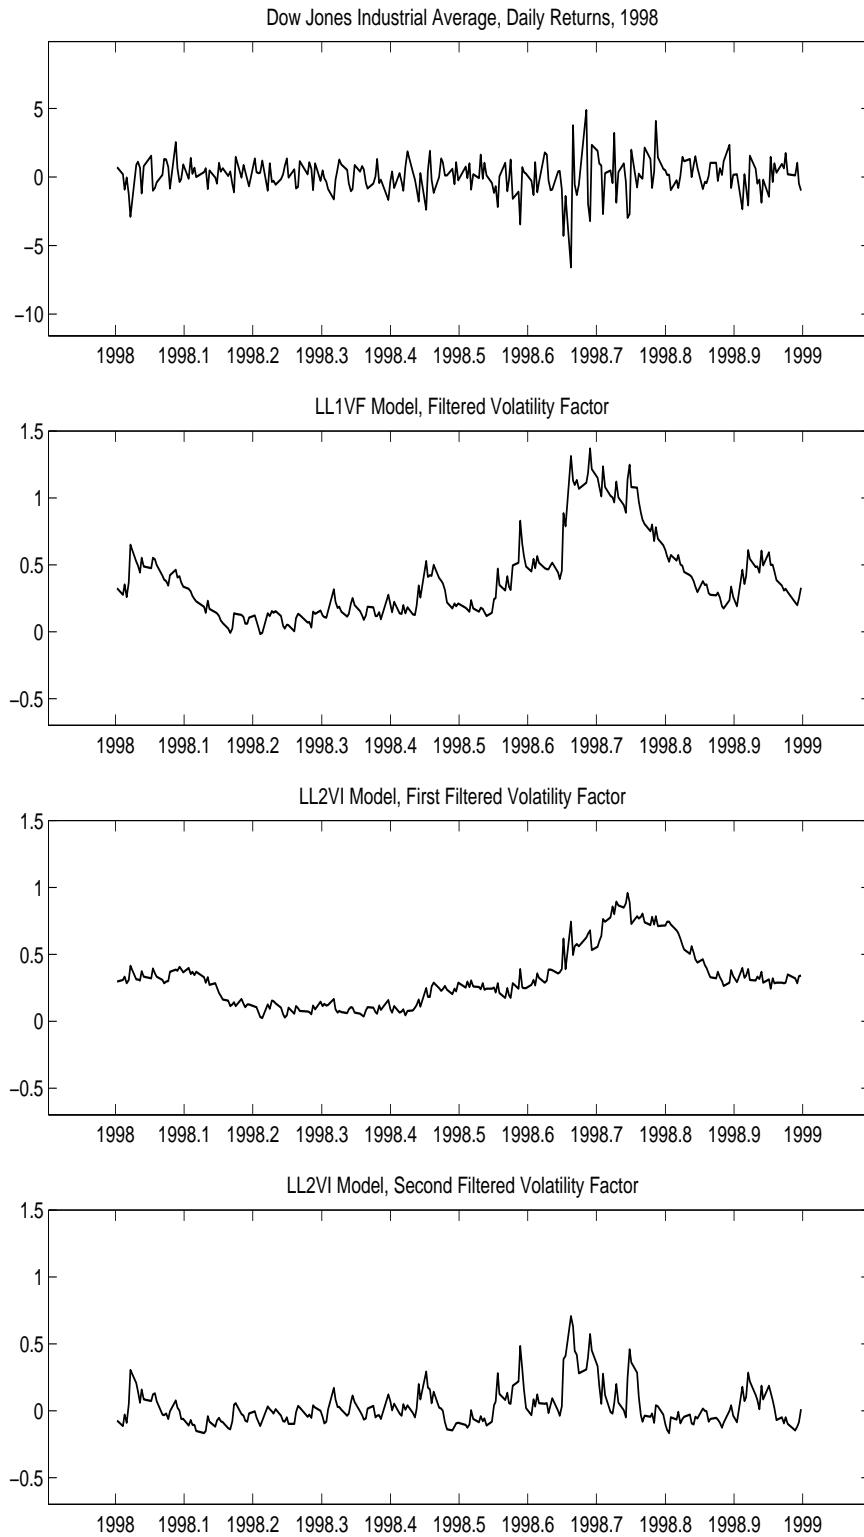 Dow Jones Industrial Average, Daily Returns, 1998
5
0
−5
−10
1998 1998.1 1998.2 1998.3 1998.4 1998.5 1998.6 1998.7 1998.8 1998.9 1999
LL1VF Model, Filtered Volatility Factor
1.5
1
0.5
0
−0.5
1998 1998.1 1998.2 1998.3 1998.4 1998.5 1998.6 1998.7 1998.8 1998.9 1999
LL2VI Model, First Filtered Volatility Factor
1.5
1
0.5
0
−0.5
1998 1998.1 1998.2 1998.3 1998.4 1998.5 1998.6 1998.7 1998.8 1998.9 1999
LL2VI Model, Second Filtered Volatility Factor
1.5
1
0.5
0
−0.5
1998 1998.1 1998.2 1998.3 1998.4 1998.5 1998.6 1998.7 1998.8 1998.9 1999